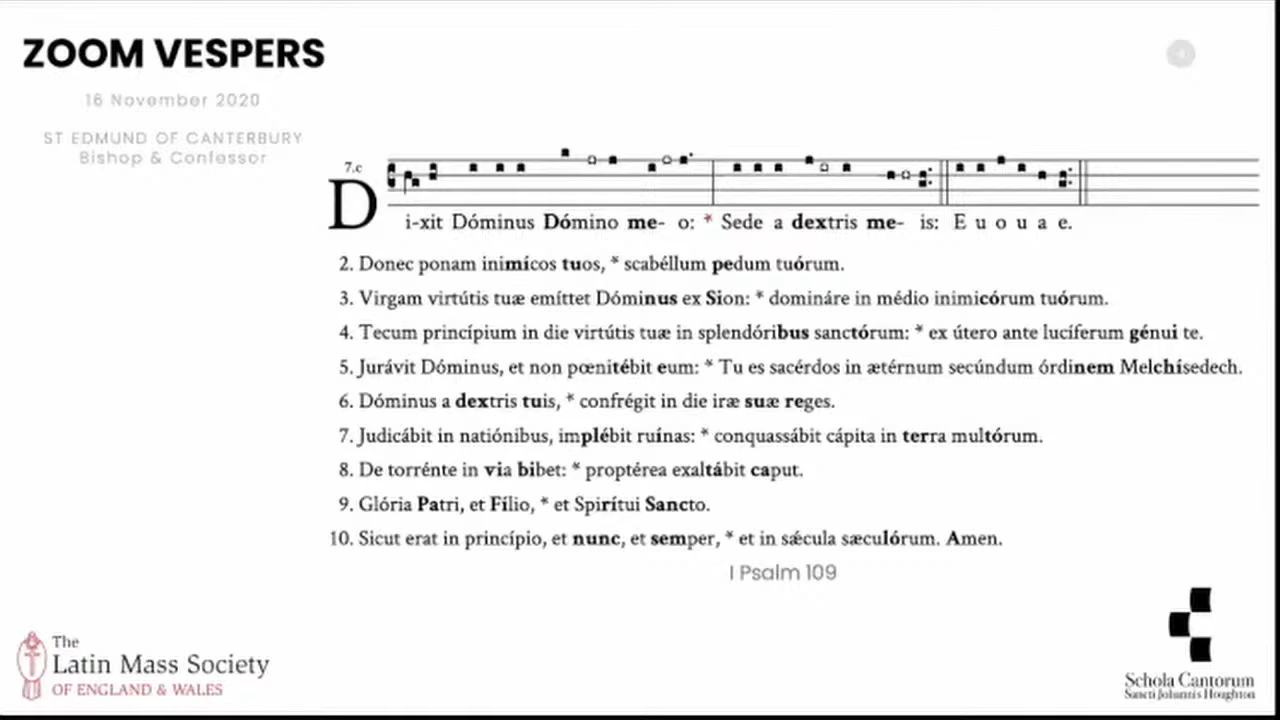 ZOOM VESPERS
16 November 2020
ST EDMUND OF CANTERBURY
Bishop & Confessor
7.c
Di-xit Dóminus Dómino me- o: * Sede a dextris me- is: E u o u a e.
2. Donec ponam inimícos tuos, * scabéllum pedum tuórum.
3. Virgam virtútis tuæ emíttet Dóminus ex Sion: * domináre in médio inimicórum tuórum.
4. Tecum princípium in die virtútis tuæ in splendóribus sanctórum: * ex útero ante lucíferum génui te.
5. Jurávit Dóminus, et non pœnitébit eum: * Tu es sacérdos in ætérnum secúndum órdinem Melchísedech.
6. Dóminus a dextris tuis, * confrégit in die iræ suæ reges.
7. Judicábit in natiónibus, implébit ruínas: * conquassábit cápita in terra multórum.
8. De torrénte in via bibet: * proptérea exaltábit caput.
9. Glória Patri, et Fílio, * et Spirítui Sancto.
10. Sicut erat in princípio, et nunc, et semper, * et in sǽcula sæculórum. Amen.
I Psalm 109
The
Latin Mass Society
OF ENGLAND & WALES
Schola Cantorum
Sancti Johannis Houghton